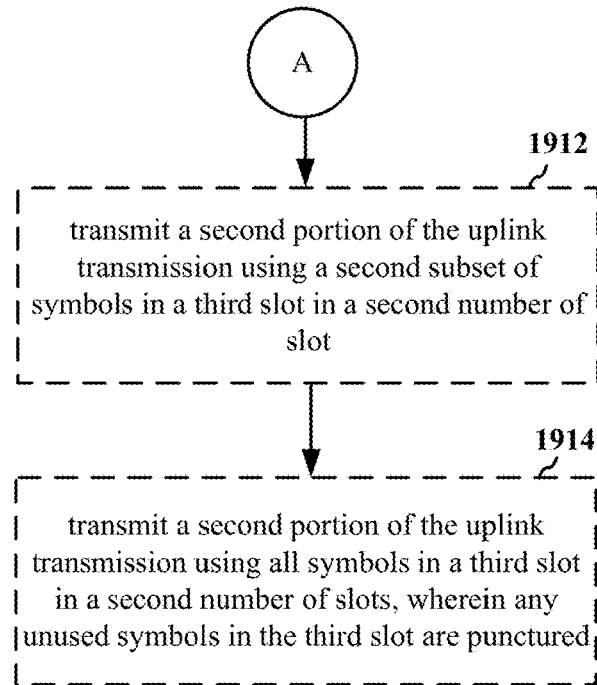 A
1912
transmit a second portion of the uplink
transmission using a second subset of
symbols in a third slot in a second number of
slot
1914
transmit a second portion of the uplink
transmission using all symbols in a third slot
in a second number of slots, wherein any
unused symbols in the third slot are punctured